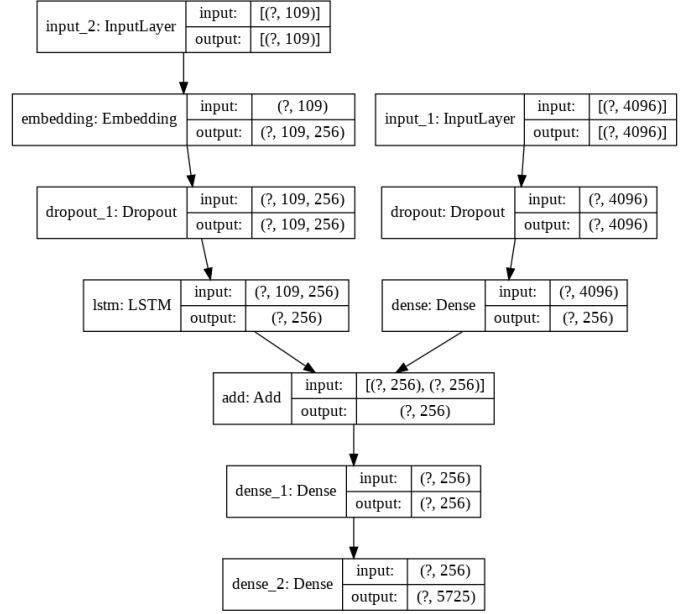 input_2: InputLayer
input: [(?, 109)]
output: [(?, 109)]
embedding: Embedding
input: (?, 109)
output: (?, 109, 256)
input_1: InputLayer
input: [(?, 4096)]
output: [(?, 4096)]
dropout_1: Dropout
input: (?, 109, 256)
output: (?, 109, 256)
dropout: Dropout
input: (?, 4096)
output: (?, 4096)
lstm: LSTM
input: (?, 109, 256)
output: (?, 256)
dense: Dense
input: (?, 4096)
output: (?, 256)
add: Add
input: [(?, 256), (?, 256)]
output: (?, 256)
dense_1: Dense
input: (?, 256)
output: (?, 256)
dense_2: Dense
input: (?, 256)
output: (?, 5725)